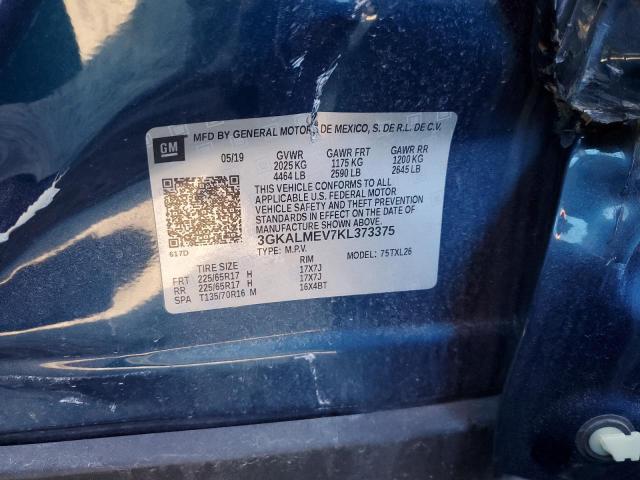 MFD BY GENERAL MOTORS DE MEXICO, S. DE R.L. DE C.V.
GM
05/19 GVWR GAWR FRT GAWR RR
2025 KG 1175 KG 1200 KG
4464 LB 2590 LB 2645 LB
THIS VEHICLE CONFORMS TO ALL
APPLICABLE U.S. FEDERAL MOTOR
VEHICLE SAFETY AND THEFT PREVENTION
STANDARDS IN EFFECT ON THE DATE OF
MANUFACTURE SHOWN ABOVE.
3GKALMEV7KL373375
617D TYPE: M.P.V. MODEL: 75TXL26
TIRE SIZE RIM
FRT 225/65R17 H 17X7J
RR 225/65R17 H 17X7J
SPA T135/70R16 M 16X4BT